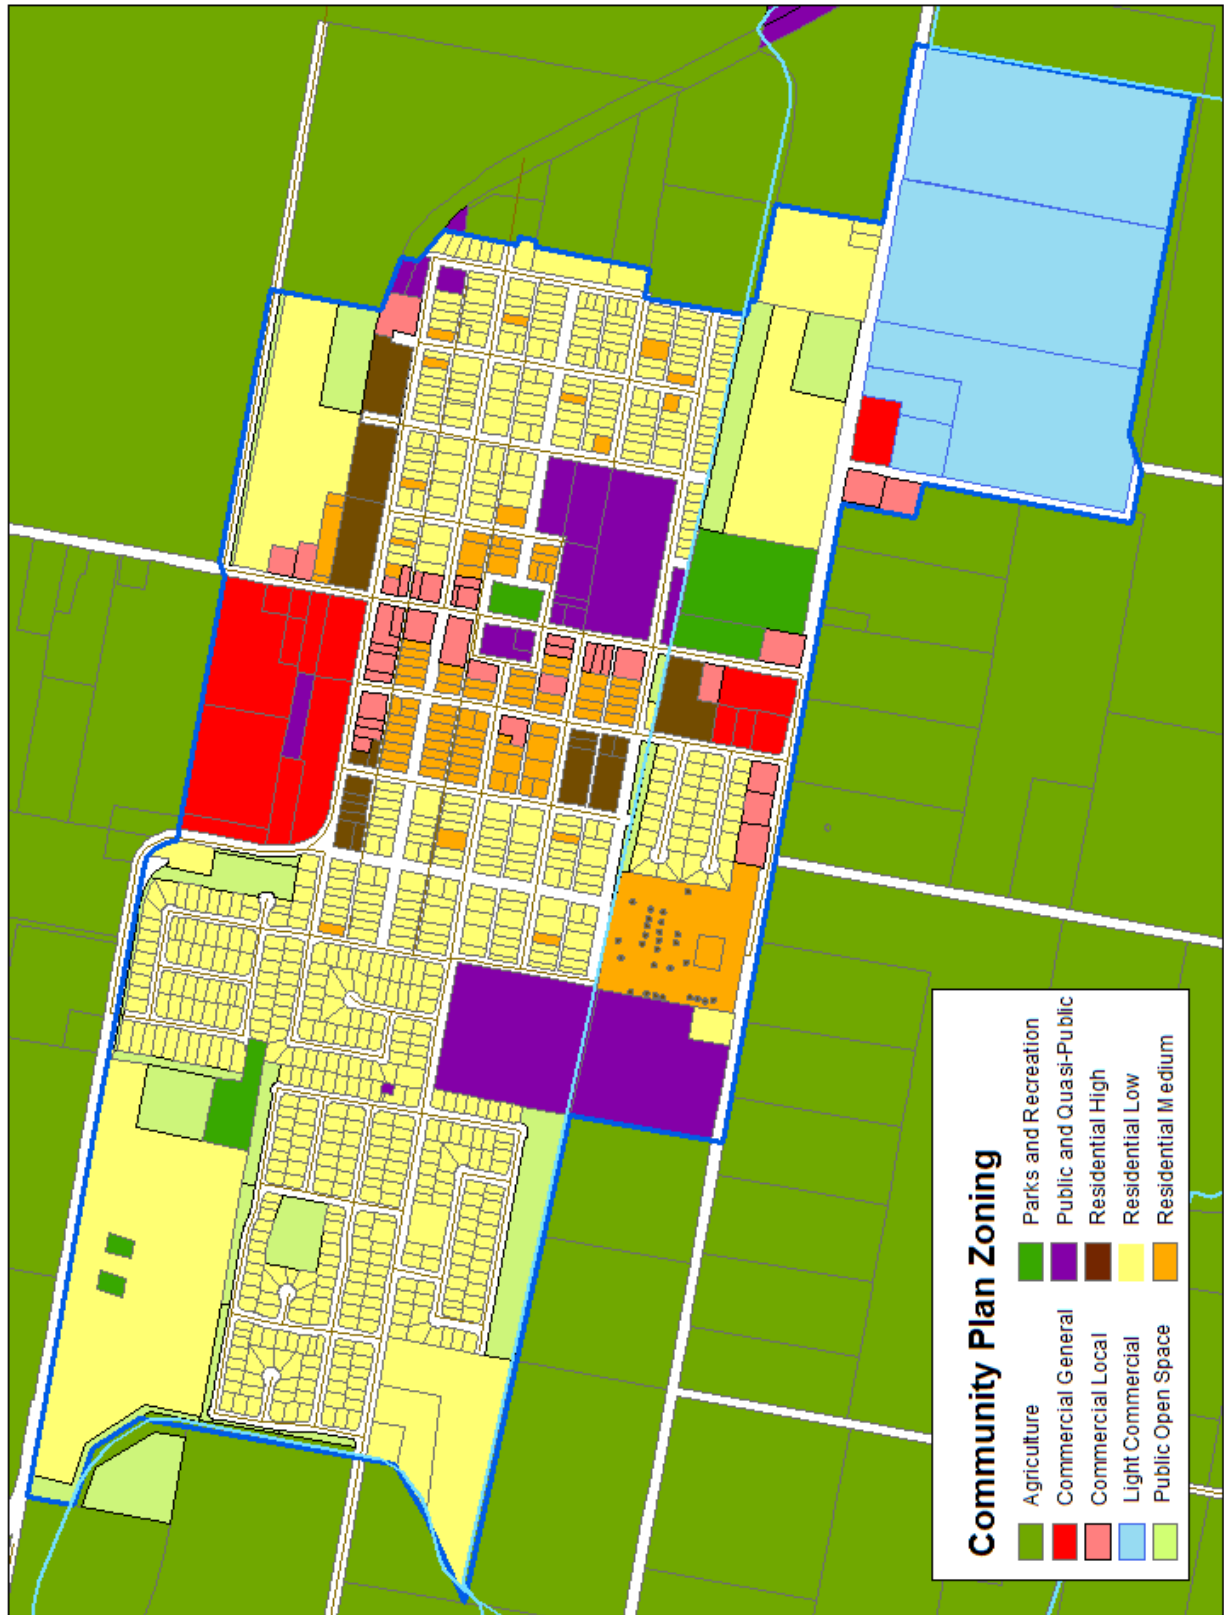 Community Plan Zoning
Agriculture
Commercial General
Commercial Local
Light Commercial
Public Open Space
Parks and Recreation
Public and Quasi-Public
Residential High
Residential Low
Residential Medium